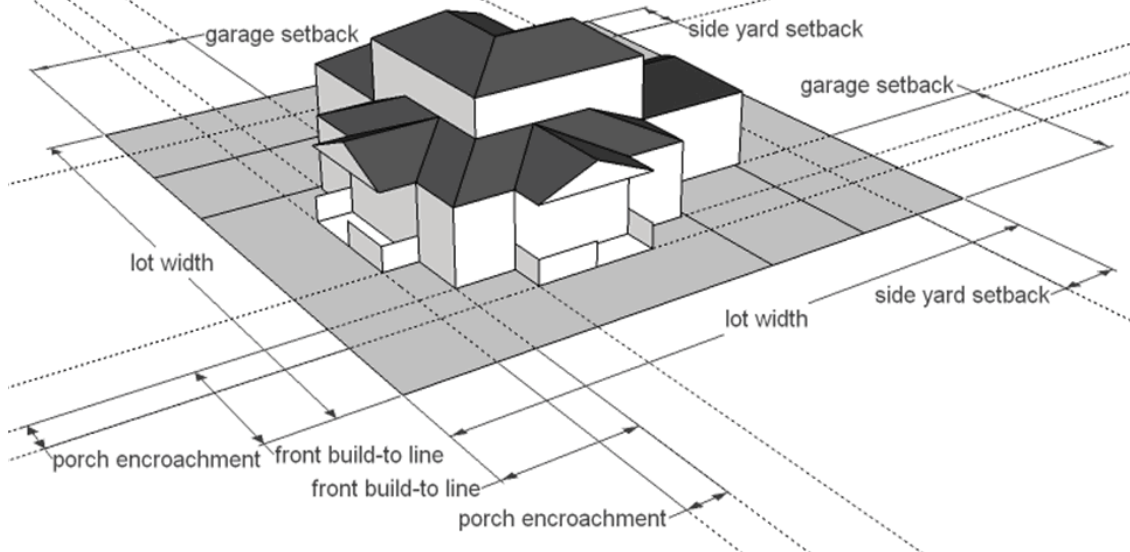 garage setback
side yard setback
garage setback
lot width
side yard setback
lot width
porch encroachment
front build-to line
front build-to line
porch encroachment